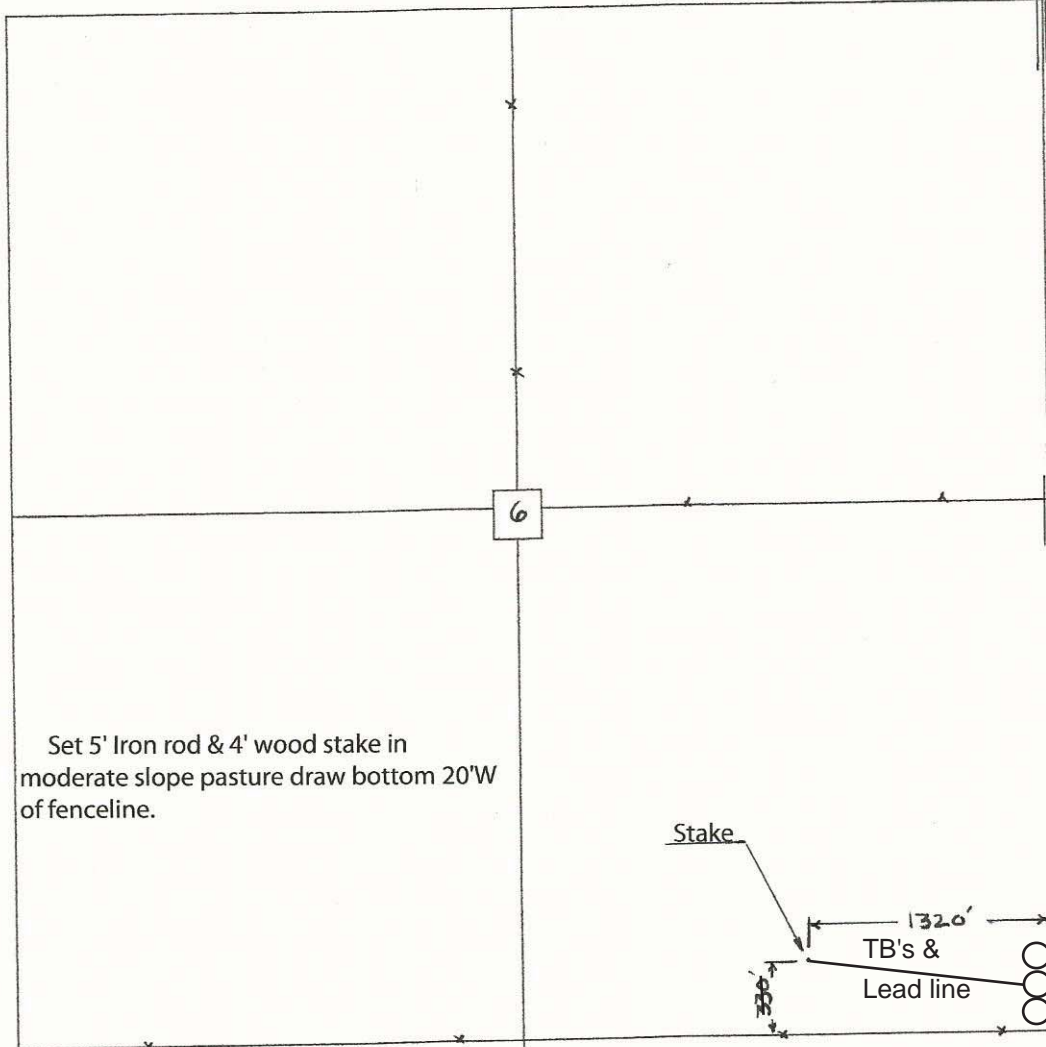 6
Set 5' Iron rod & 4' wood stake in
moderate slope pasture draw bottom 20'W
of fenceline.
Stake
1320'
TB's &
330'
Lead line